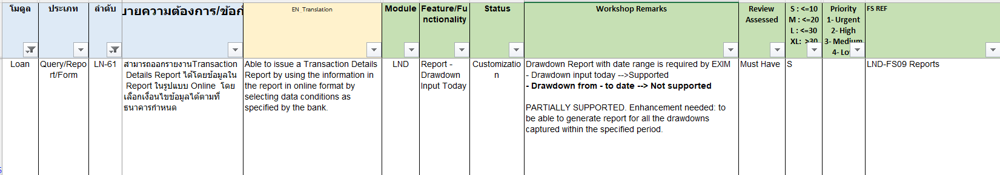 โมดูล
ประเภท
ลำดับ
บายความต้องการ/ข้อก
EN_Translation
Module
Feature/Fu
nctionality
Status
Workshop Remarks
Review
Assessed
S : <=10
M : <=20
L : <=30
XL: >30
Priority
1- Urgent
2- High
3- Medium
4- Lo
FS REF
Loan
Query/Repo
rt/Form
LN-61
สามารถออกรายงานTransaction
Details Report ได้โดยข้อมูลใน
Report ในรูปแบบ Online โดย
เลือกเงื่อนไขข้อมูลได้ตามที่
ธนาคารกำหนด
Able to issue a Transaction Details
Report by using the information in
the report in online format by
selecting data conditions as
specified by the bank.
LND
Report -
Drawdown
Input Today
Customizatio
n
Drawdown Report with date range is required by EXIM
- Drawdown input today -->Supported
- Drawdown from - to date --> Not supported
PARTIALLY SUPPORTED. Enhancement needed: to
be able to generate report for all the drawdowns
captured within the specified period.
Must Have
S
LND-FS09 Reports